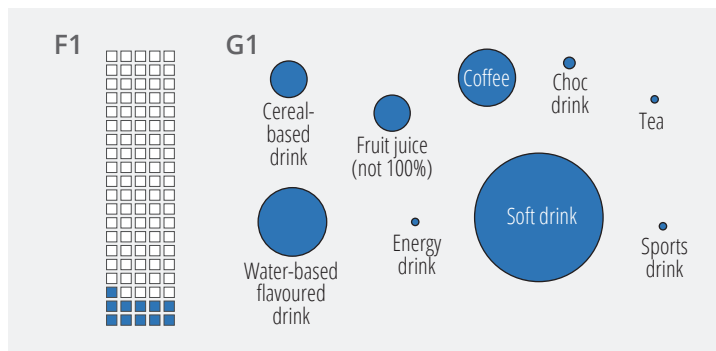 F1
G1
Cereal-
based
drink
Fruit juice
(not 100%)
Coffee
Choc
drink
Tea
Water-based
flavoured
drink
Energy
drink
Soft drink
Sports
drink